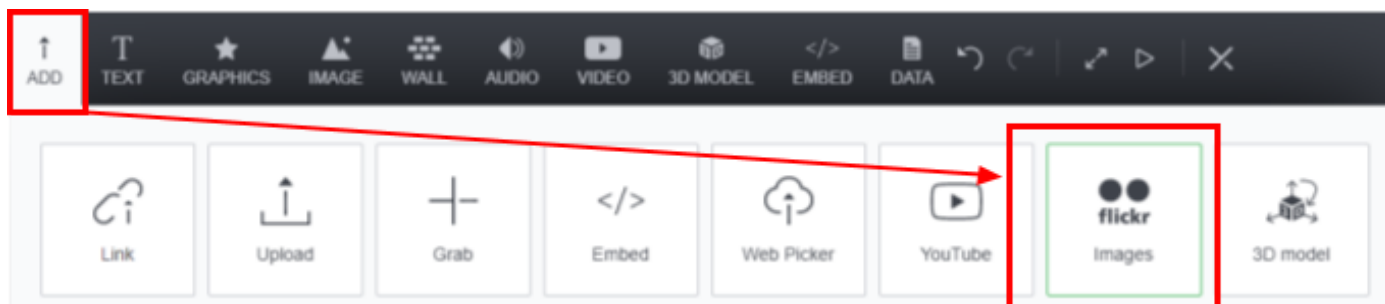 ADD TEXT GRAPHICS IMAGE WALL AUDIO VIDEO 3D MODEL </> EMBED DATA
</>
flickr
Link Upload Grab Embed Web Picker YouTube Images 3D model